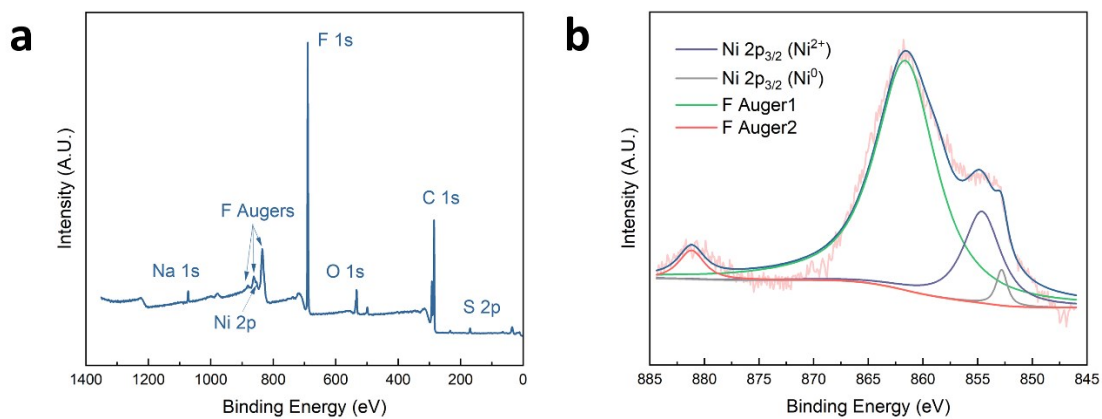 a
F 1s
C 1s
F Augers
Na 1s
O 1s
Ni 2p
S 2p
Intensity (A.U.)
1400 1200 1000 800 600 400 200 0
Binding Energy (eV)
b
Ni 2p3/2 (Ni2+)
Ni 2p3/2 (Ni0)
F Auger1
F Auger2
Intensity (A.U.)
885 880 875 870 865 860 855 850 845
Binding Energy (eV)